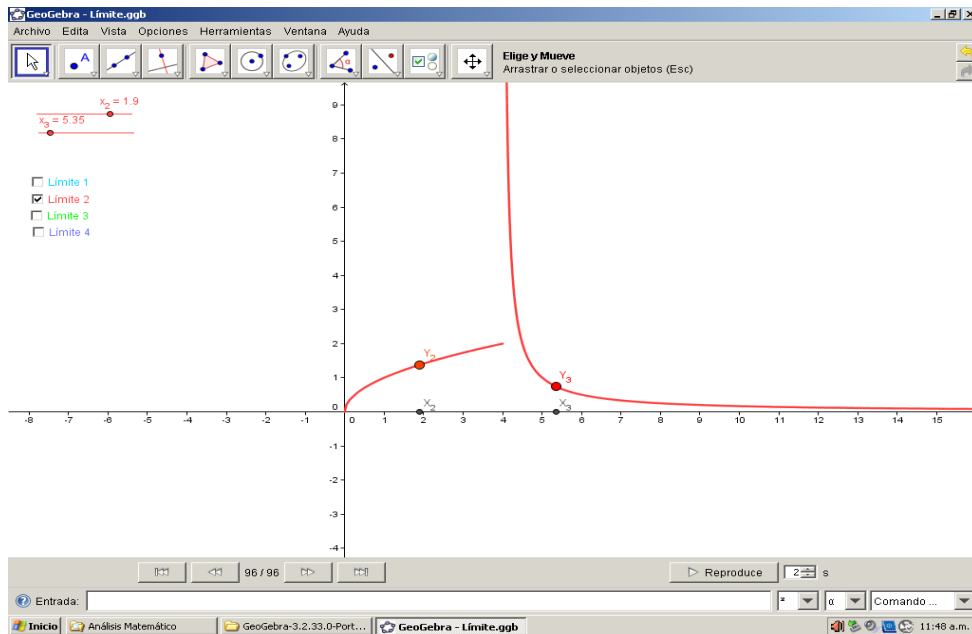 GeoGebra - Límite.ggb
Archivo Edita Vista Opciones Herramientas Ventana Ayuda
A
α
Elige y Mueve
Arrastrar o seleccionar objetos (Esc)
x2 = 1.9
x3 = 5.35
Límite 1
Límite 2
Límite 3
Límite 4
9
8
7
6
5
4
3
2
1
0
-1
-2
-3
-4
-8 -7 -6 -5 -4 -3 -2 -1 0 1 2 3 4 5 6 7 8 9 10 11 12 13 14 15
Y2
Y3
X2
X3
96 / 96
Reproduce
2 s
Entrada:
²
α
Comando ...
Inicio
Análisis Matemático
GeoGebra-3.2.33.0-Port...
GeoGebra - Límite.ggb
11:48 a.m.